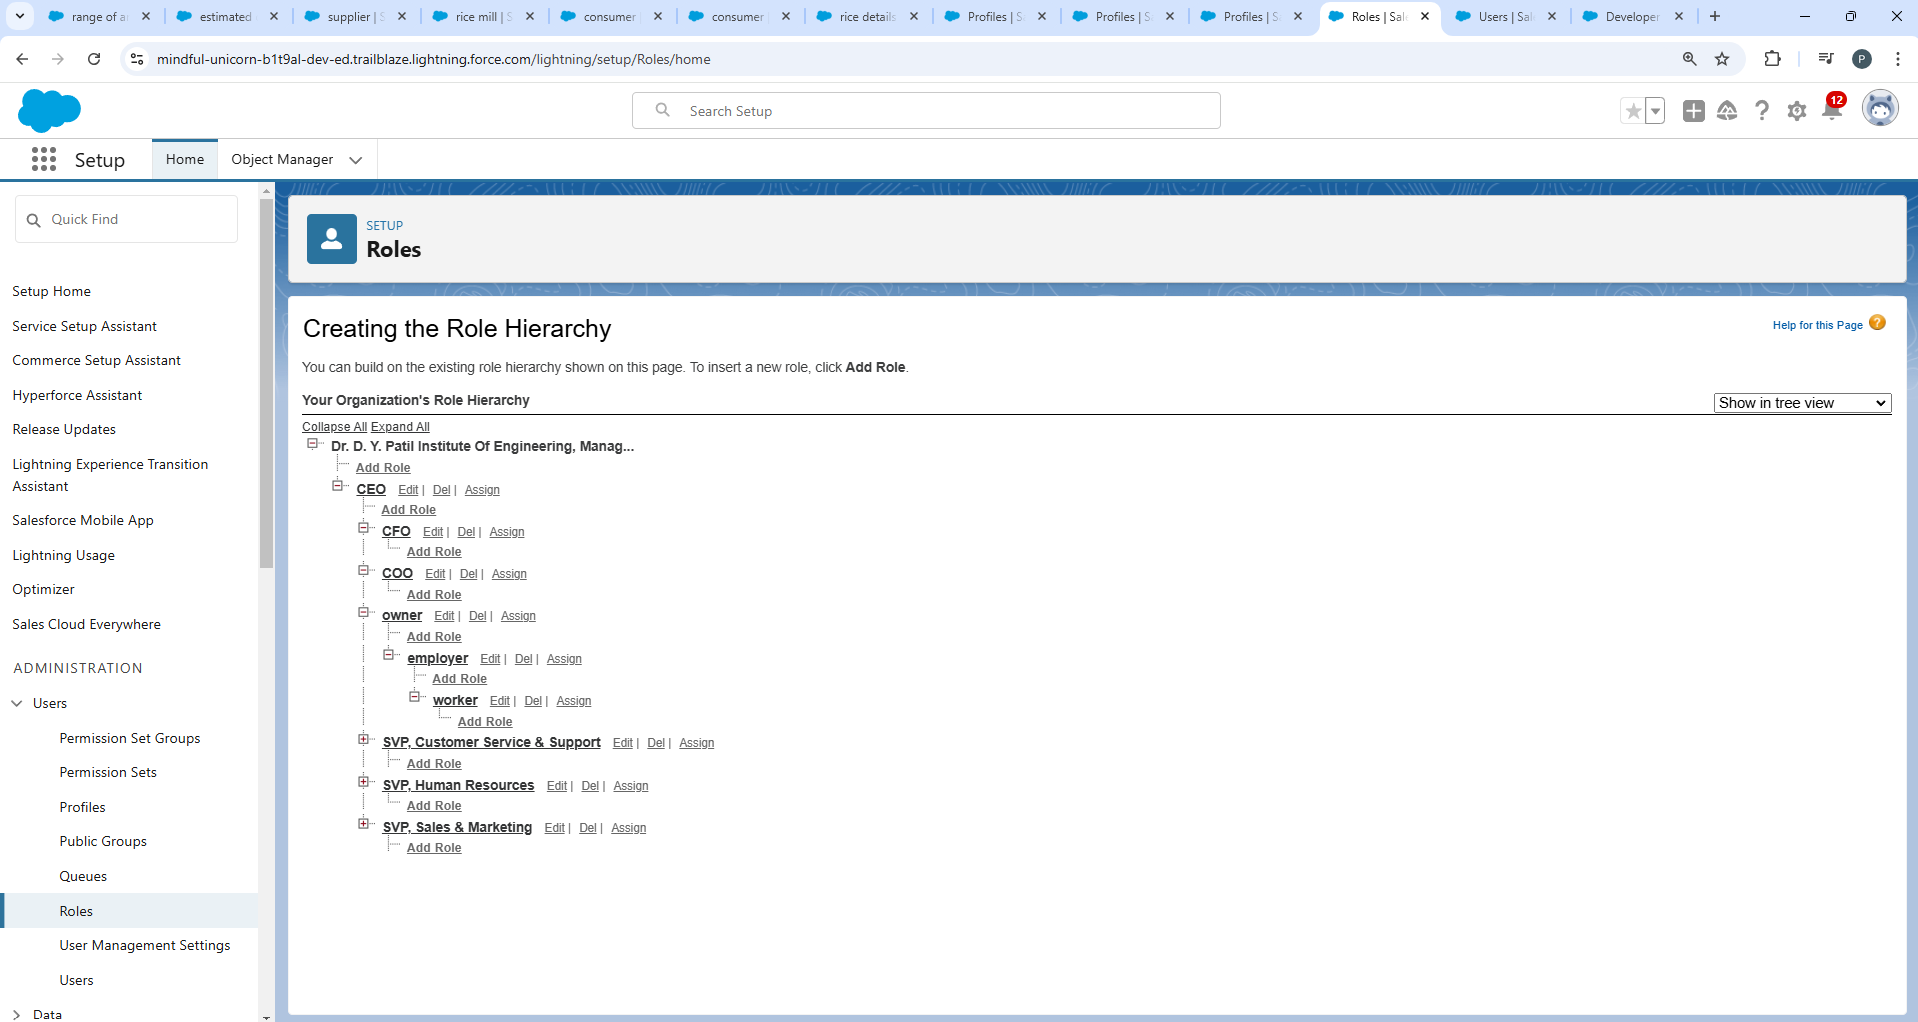 range of a
estimated
supplier | S
rice mill | S
consumer
consumer
rice details
Profiles | Sa
Profiles | Sa
Profiles | Sa
Roles | Sale
Users | Sale
Developer
mindful-unicorn-b1t9al-dev-ed.trailblaze.lightning.force.com/lightning/setup/Roles/home
P
Search Setup
12
Setup
Home
Object Manager
Quick Find
Setup Home
Service Setup Assistant
Commerce Setup Assistant
Hyperforce Assistant
Release Updates
Lightning Experience Transition
Assistant
Salesforce Mobile App
Lightning Usage
Optimizer
Sales Cloud Everywhere
ADMINISTRATION
Users
Permission Set Groups
Permission Sets
Profiles
Public Groups
Queues
Roles
User Management Settings
Users
Data
SETUP
Roles
Creating the Role Hierarchy
Help for this Page ?
You can build on the existing role hierarchy shown on this page. To insert a new role, click Add Role.
Your Organization's Role Hierarchy
Show in tree view
Collapse All Expand All
Dr. D. Y. Patil Institute Of Engineering, Manag...
Add Role
CEO Edit | Del | Assign
Add Role
CFO Edit | Del | Assign
Add Role
COO Edit | Del | Assign
Add Role
owner Edit | Del | Assign
Add Role
employer Edit | Del | Assign
Add Role
worker Edit | Del | Assign
Add Role
SVP, Customer Service & Support Edit | Del | Assign
Add Role
SVP, Human Resources Edit | Del | Assign
Add Role
SVP, Sales & Marketing Edit | Del | Assign
Add Role